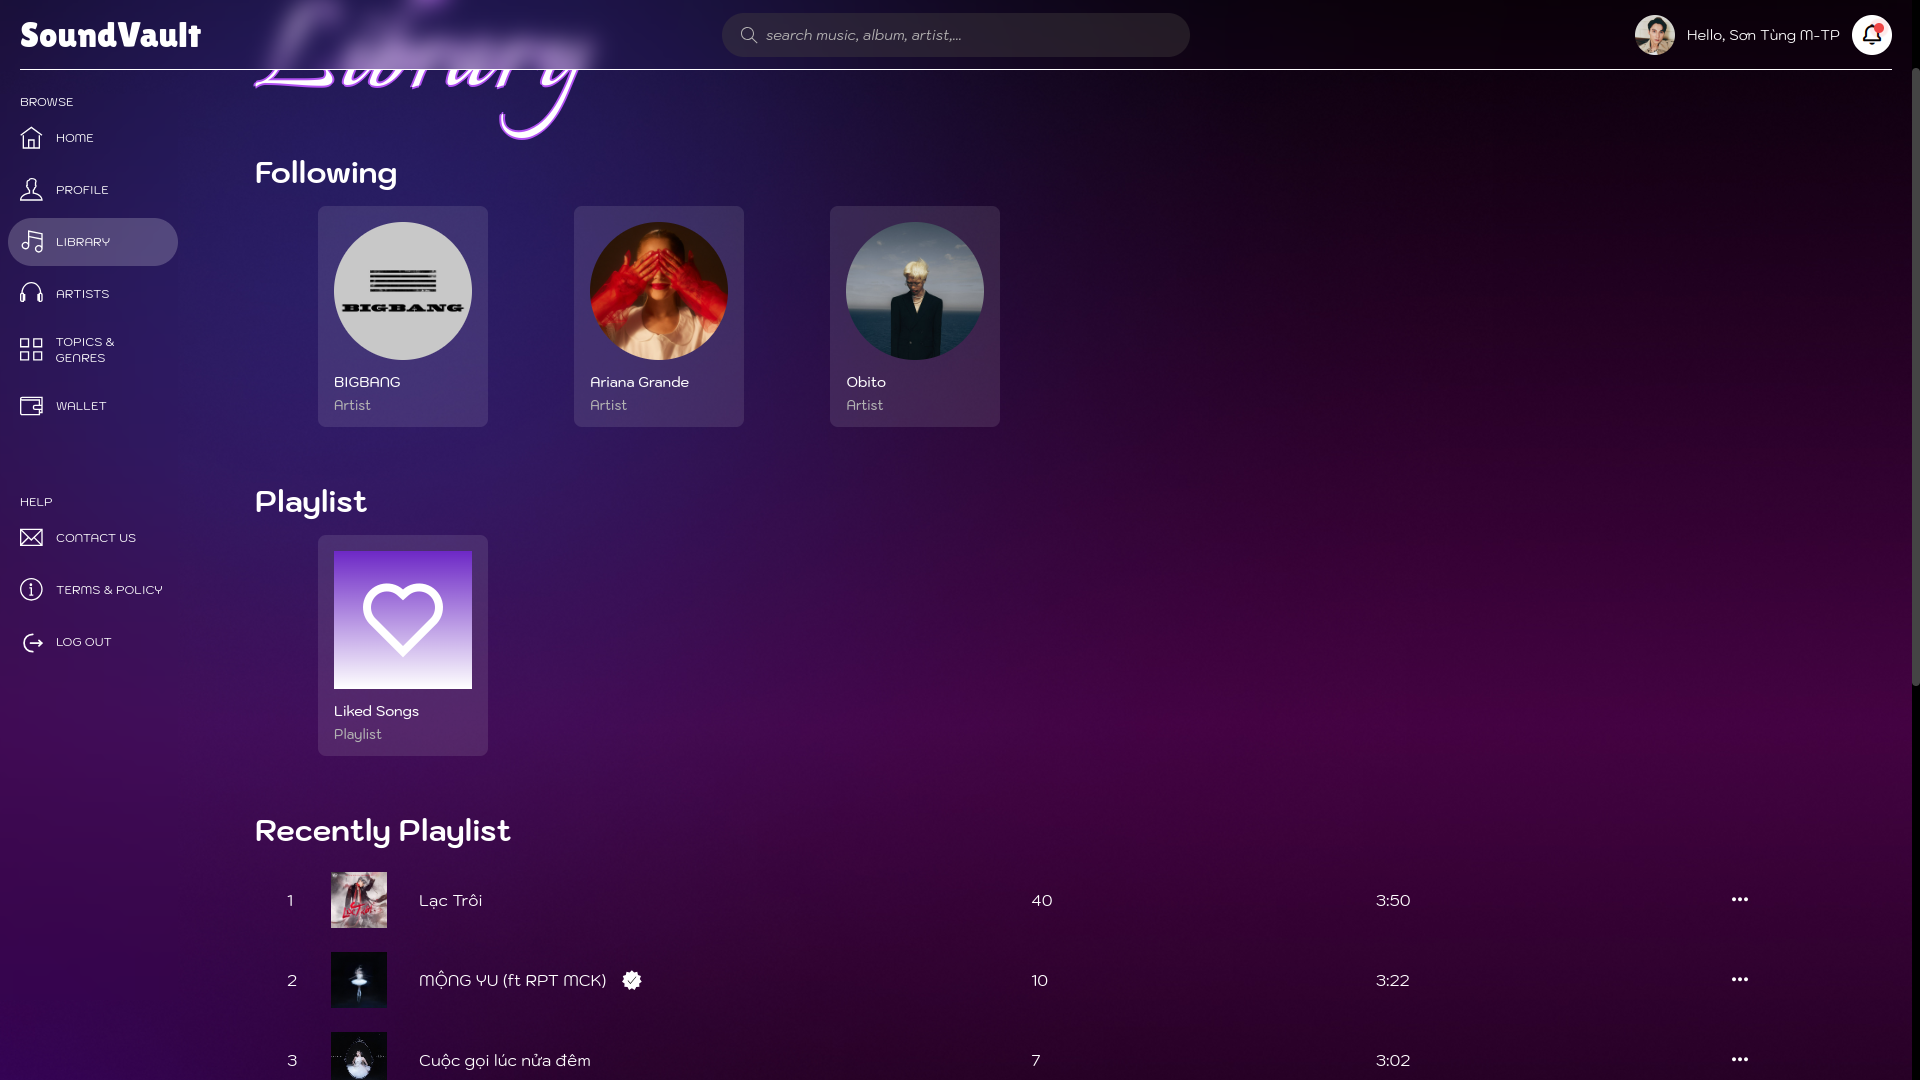 SoundVault
search music, album, artist,...
Hello, Sơn Tùng M-TP
Library
BROWSE
HOME
PROFILE
LIBRARY
ARTISTS
TOPICS &
GENRES
WALLET
HELP
CONTACT US
TERMS & POLICY
LOG OUT
Following
BIGBANG
BIGBANG
Artist
Ariana Grande
Artist
Obito
Artist
Playlist
Liked Songs
Playlist
Recently Playlist
1 Lạc Trôi 40 3:50
2 MỘNG YU (ft RPT MCK) 10 3:22
3 Cuộc gọi lúc nửa đêm 7 3:02